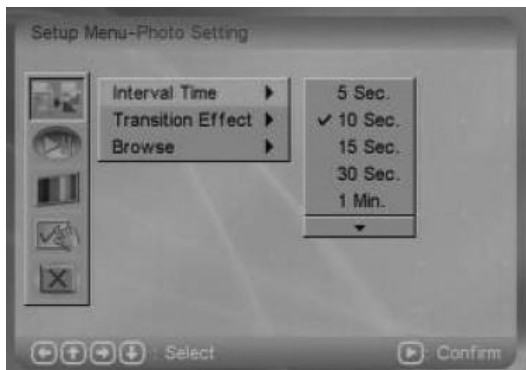 Setup Menu-Photo Setting
Interval Time
Transition Effect
Browse
5 Sec.
10 Sec.
15 Sec.
30 Sec.
1 Min.
: Select
: Confirm